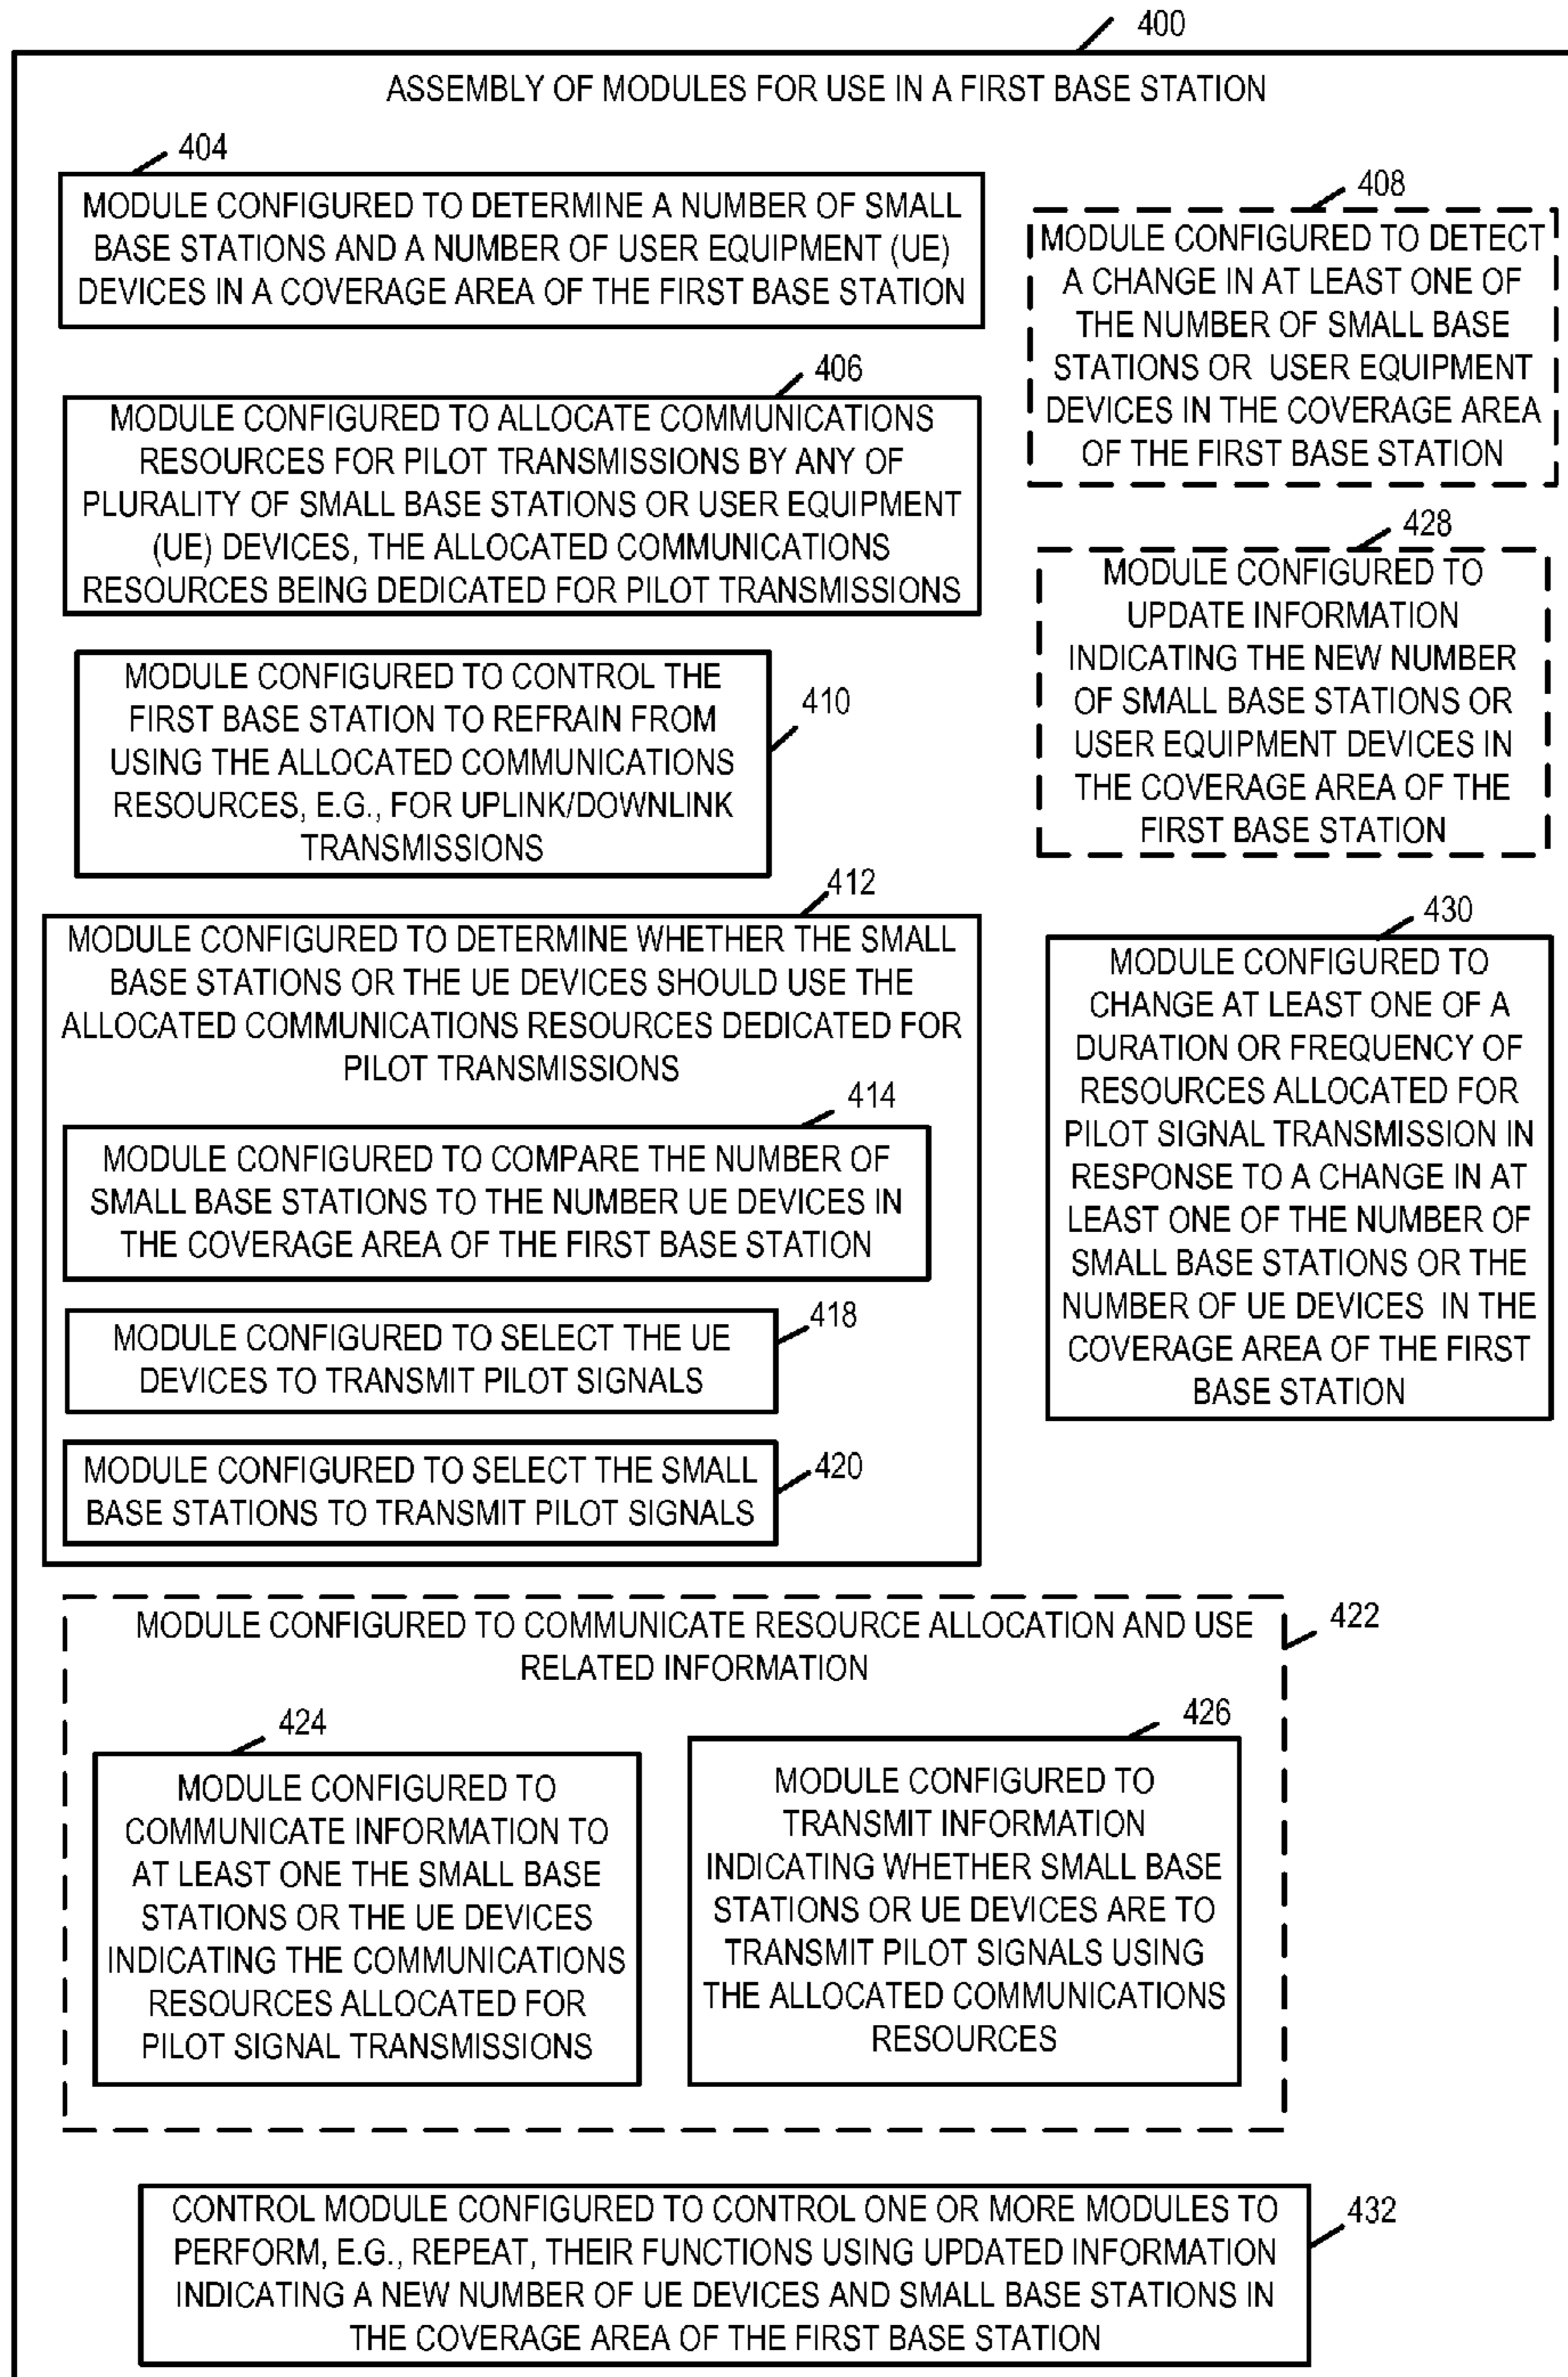 400
ASSEMBLY OF MODULES FOR USE IN A FIRST BASE STATION
404
MODULE CONFIGURED TO DETERMINE A NUMBER OF SMALL
BASE STATIONS AND A NUMBER OF USER EQUIPMENT (UE)
DEVICES IN A COVERAGE AREA OF THE FIRST BASE STATION
408
MODULE CONFIGURED TO DETECT
A CHANGE IN AT LEAST ONE OF
THE NUMBER OF SMALL BASE
STATIONS OR USER EQUIPMENT
DEVICES IN THE COVERAGE AREA
OF THE FIRST BASE STATION
406
MODULE CONFIGURED TO ALLOCATE COMMUNICATIONS
RESOURCES FOR PILOT TRANSMISSIONS BY ANY OF
PLURALITY OF SMALL BASE STATIONS OR USER EQUIPMENT
(UE) DEVICES, THE ALLOCATED COMMUNICATIONS
RESOURCES BEING DEDICATED FOR PILOT TRANSMISSIONS
428
MODULE CONFIGURED TO
UPDATE INFORMATION
INDICATING THE NEW NUMBER
OF SMALL BASE STATIONS OR
USER EQUIPMENT DEVICES IN
THE COVERAGE AREA OF THE
FIRST BASE STATION
MODULE CONFIGURED TO CONTROL THE
FIRST BASE STATION TO REFRAIN FROM
USING THE ALLOCATED COMMUNICATIONS
RESOURCES, E.G., FOR UPLINK/DOWNLINK
TRANSMISSIONS
410
412
MODULE CONFIGURED TO DETERMINE WHETHER THE SMALL
BASE STATIONS OR THE UE DEVICES SHOULD USE THE
ALLOCATED COMMUNICATIONS RESOURCES DEDICATED FOR
PILOT TRANSMISSIONS
414
MODULE CONFIGURED TO COMPARE THE NUMBER OF
SMALL BASE STATIONS TO THE NUMBER UE DEVICES IN
THE COVERAGE AREA OF THE FIRST BASE STATION
418
MODULE CONFIGURED TO SELECT THE UE
DEVICES TO TRANSMIT PILOT SIGNALS
MODULE CONFIGURED TO SELECT THE SMALL
BASE STATIONS TO TRANSMIT PILOT SIGNALS
420
430
MODULE CONFIGURED TO
CHANGE AT LEAST ONE OF A
DURATION OR FREQUENCY OF
RESOURCES ALLOCATED FOR
PILOT SIGNAL TRANSMISSION IN
RESPONSE TO A CHANGE IN AT
LEAST ONE OF THE NUMBER OF
SMALL BASE STATIONS OR THE
NUMBER OF UE DEVICES IN THE
COVERAGE AREA OF THE FIRST
BASE STATION
MODULE CONFIGURED TO COMMUNICATE RESOURCE ALLOCATION AND USE
RELATED INFORMATION
422
424
MODULE CONFIGURED TO
COMMUNICATE INFORMATION TO
AT LEAST ONE THE SMALL BASE
STATIONS OR THE UE DEVICES
INDICATING THE COMMUNICATIONS
RESOURCES ALLOCATED FOR
PILOT SIGNAL TRANSMISSIONS
426
MODULE CONFIGURED TO
TRANSMIT INFORMATION
INDICATING WHETHER SMALL BASE
STATIONS OR UE DEVICES ARE TO
TRANSMIT PILOT SIGNALS USING
THE ALLOCATED COMMUNICATIONS
RESOURCES
CONTROL MODULE CONFIGURED TO CONTROL ONE OR MORE MODULES TO
PERFORM, E.G., REPEAT, THEIR FUNCTIONS USING UPDATED INFORMATION
INDICATING A NEW NUMBER OF UE DEVICES AND SMALL BASE STATIONS IN
THE COVERAGE AREA OF THE FIRST BASE STATION
432